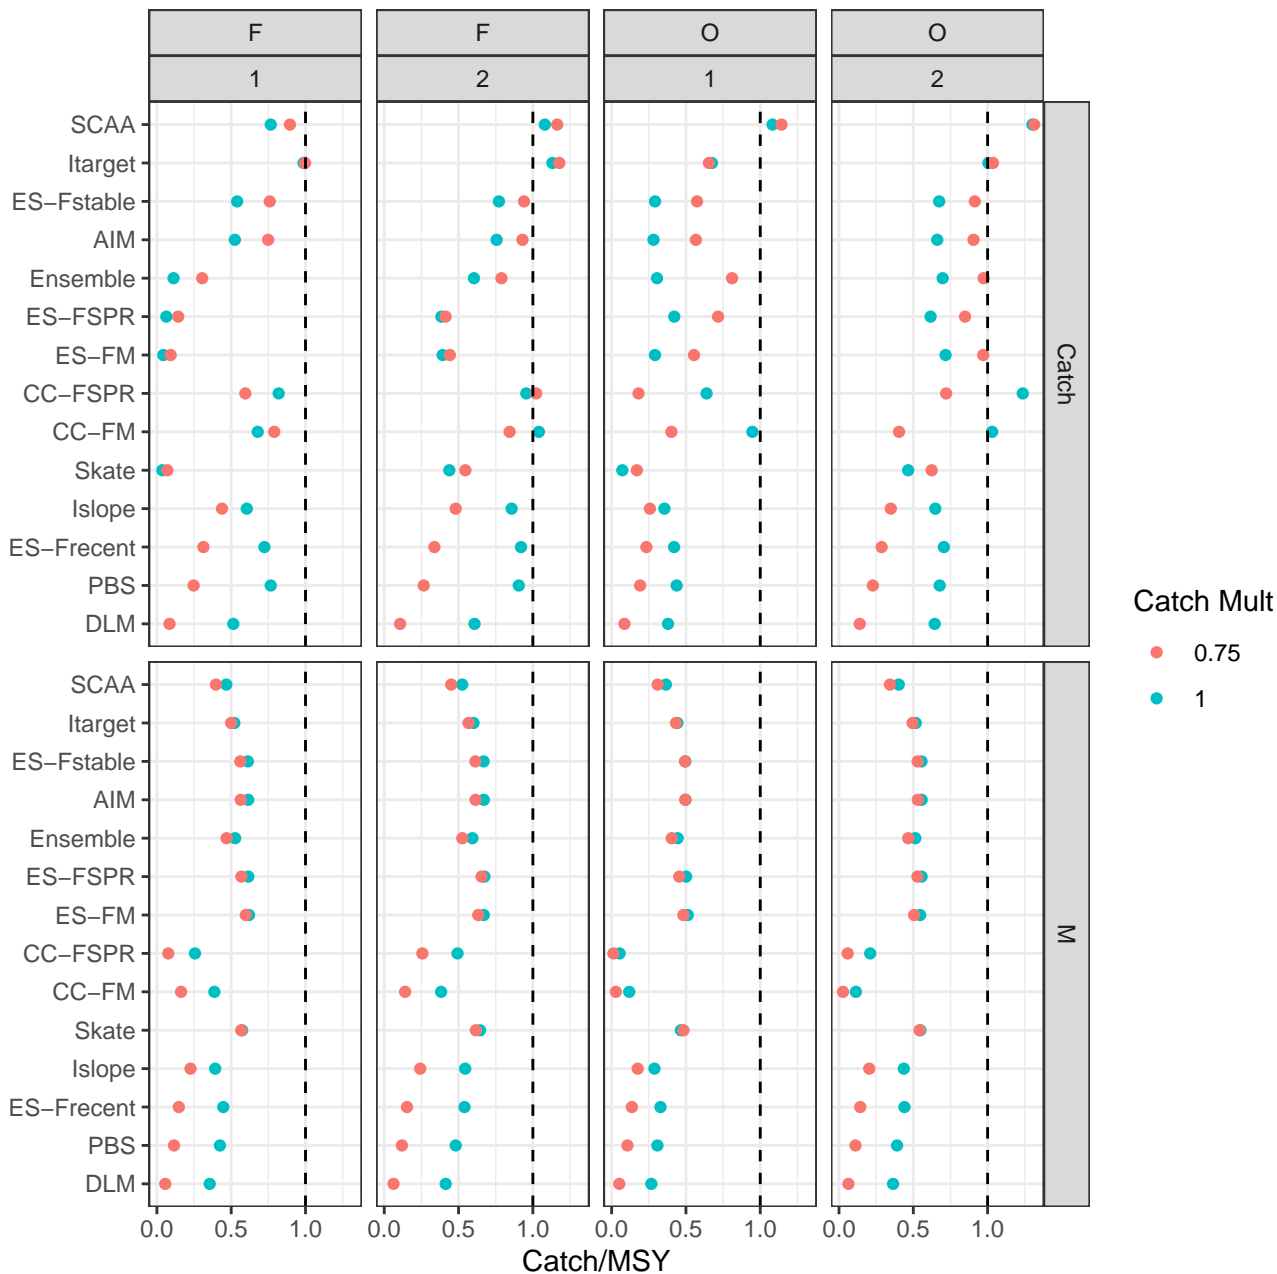 F F O O
1 2 1 2
SCAA
Itarget
ES−Fstable
AIM
Ensemble
ES−FSPR
ES−FM
CC−FSPR
CC−FM
Skate
Islope
ES−Frecent
PBS
DLM
Catch
SCAA
Itarget
ES−Fstable
AIM
Ensemble
ES−FSPR
ES−FM
CC−FSPR
CC−FM
Skate
Islope
ES−Frecent
PBS
DLM
M
0.0 0.5 1.0 0.0 0.5 1.0 0.0 0.5 1.0 0.0 0.5 1.0
Catch/MSY
Catch Mult
0.75
1